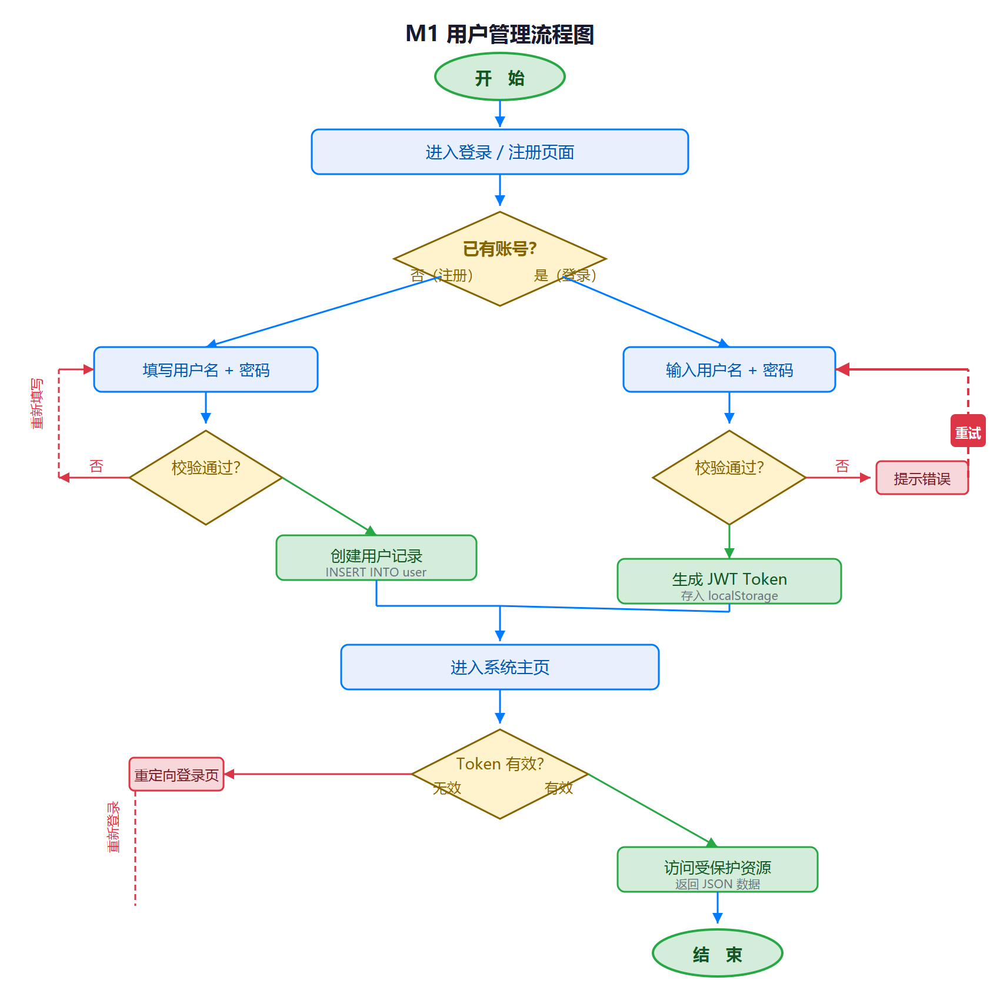 M1 用户管理流程图
开 始
进入登录 / 注册页面
已有账号?
否（注册）
是（登录）
填写用户名 + 密码
输入用户名 + 密码
重新填写
重试
校验通过?
否
校验通过?
否
提示错误
创建用户记录
INSERT INTO user
生成 JWT Token
存入 localStorage
进入系统主页
Token 有效?
无效
有效
重定向登录页
重新登录
访问受保护资源
返回 JSON 数据
结 束